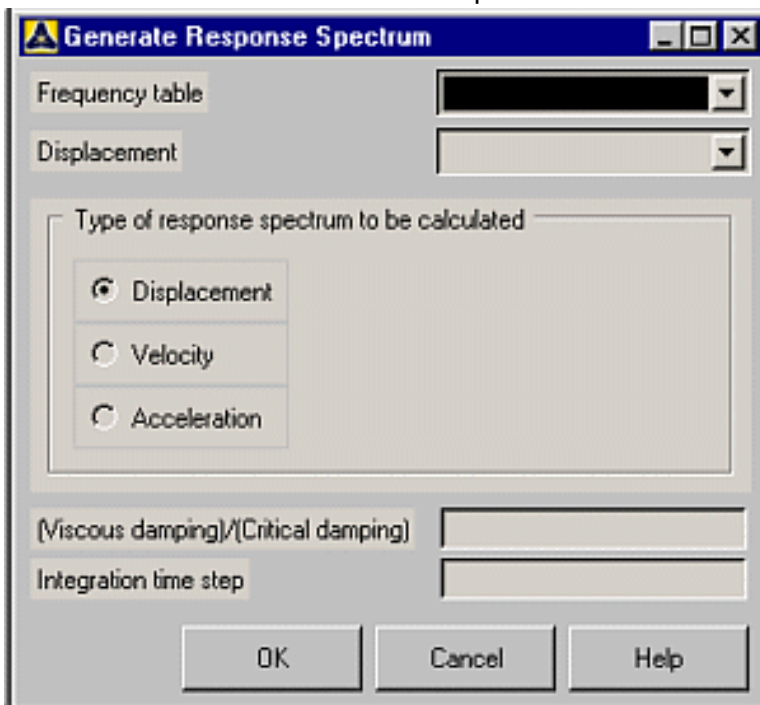 Generate Response Spectrum
Frequency table
Displacement
Type of response spectrum to be calculated
Displacement
Velocity
Acceleration
(Viscous damping)/(Critical damping)
Integration time step
OK Cancel Help